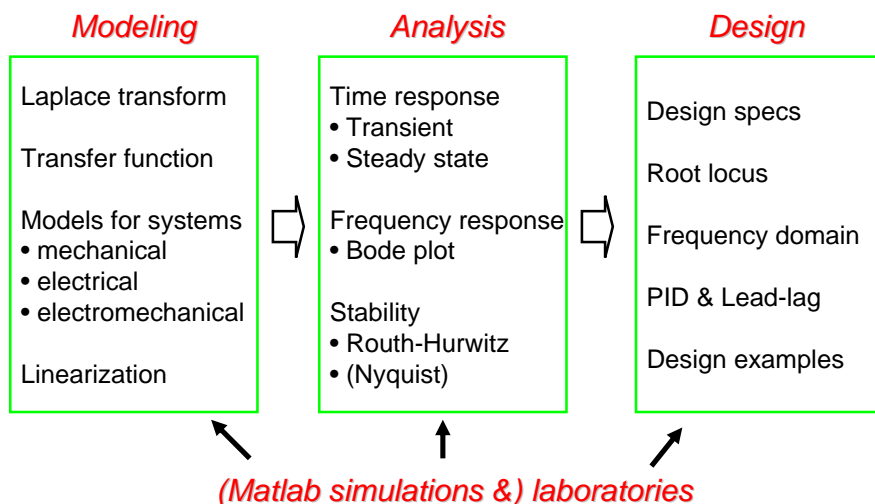 Modeling
Laplace transform
Transfer function
Models for systems
• mechanical
• electrical
• electromechanical
Linearization
Analysis
Time response
• Transient
• Steady state
Frequency response
• Bode plot
Stability
• Routh-Hurwitz
• (Nyquist)
Design
Design specs
Root locus
Frequency domain
PID & Lead-lag
Design examples
(Matlab simulations &) laboratories